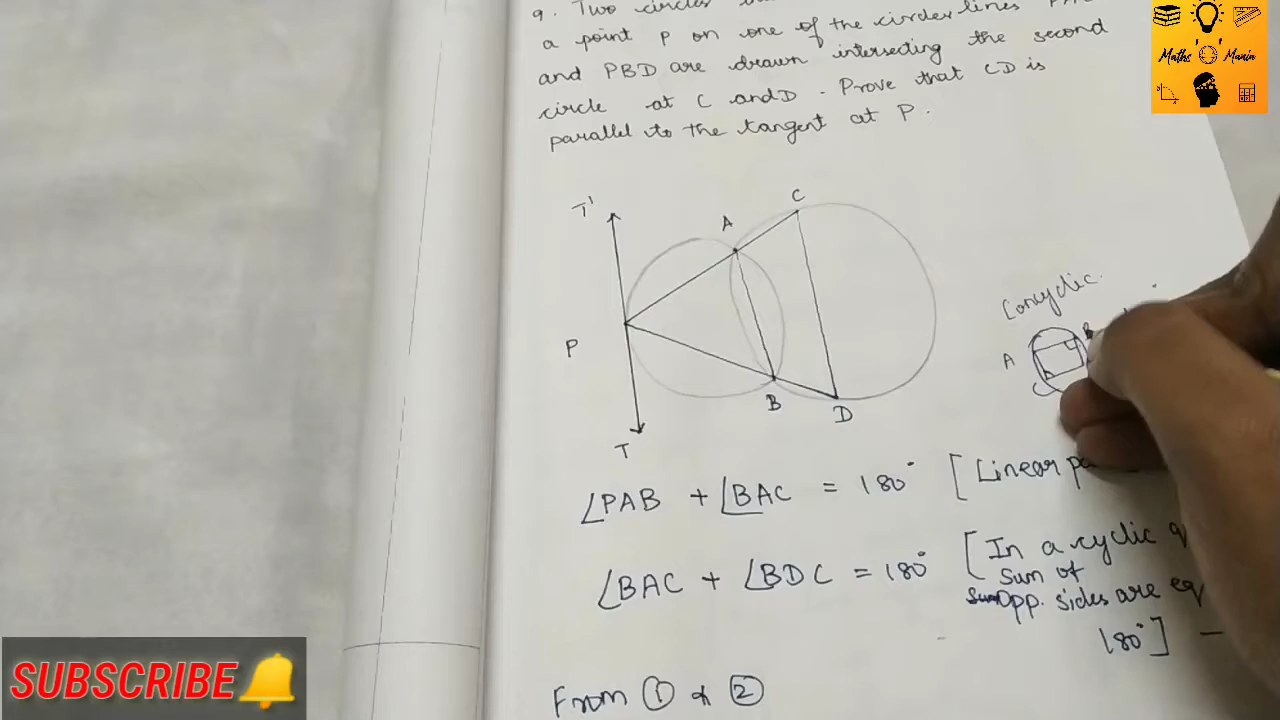 9. Two circles
a point P on one of the circles lines
and PBD are drawn intersecting the second
circle at C and D. Prove that CD is
parallel to the tangent at P.
Maths Mania
T' 
C
A
P
B
D
T
Concyclic.
A
B
∠PAB + ∠BAC = 180° [Linear
∠BAC + ∠BDC = 180° [In a cyclic
Sum of
Opp. sides are
180°] —
From ① & ②
SUBSCRIBE